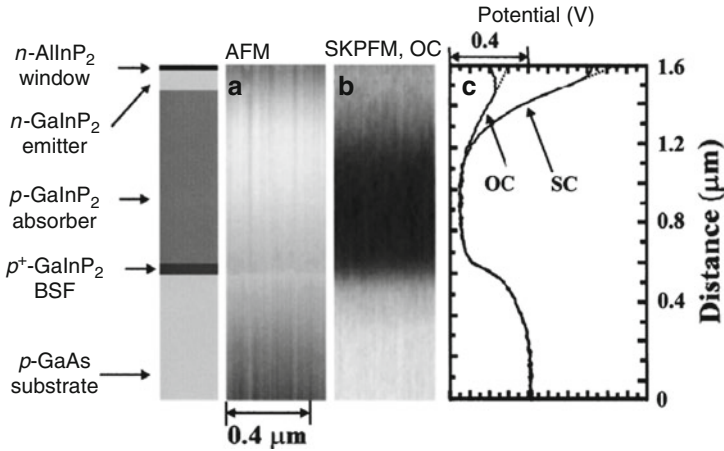 n-AlInP₂
window
n-GaInP₂
emitter
p-GaInP₂
absorber
p⁺-GaInP₂
BSF
p-GaAs
substrate
AFM
a
0.4 μm
SKPFM, OC
b
Potential (V)
0.4
c
OC
SC
1.6
1.2
0.8
0.4
0
Distance (μm)